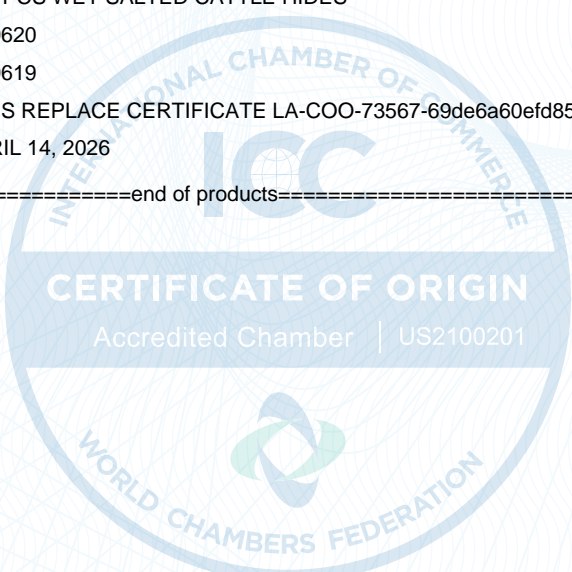 PCS WET SALTED CATTLE HIDES
620
619
S REPLACE CERTIFICATE LA-COO-73567-69de6a60efd85
RIL 14, 2026
===========end of products========================
INTERNATIONAL CHAMBER OF COMMERCE
ICC
CERTIFICATE OF ORIGIN
Accredited Chamber | US2100201
WORLD CHAMBERS FEDERATION